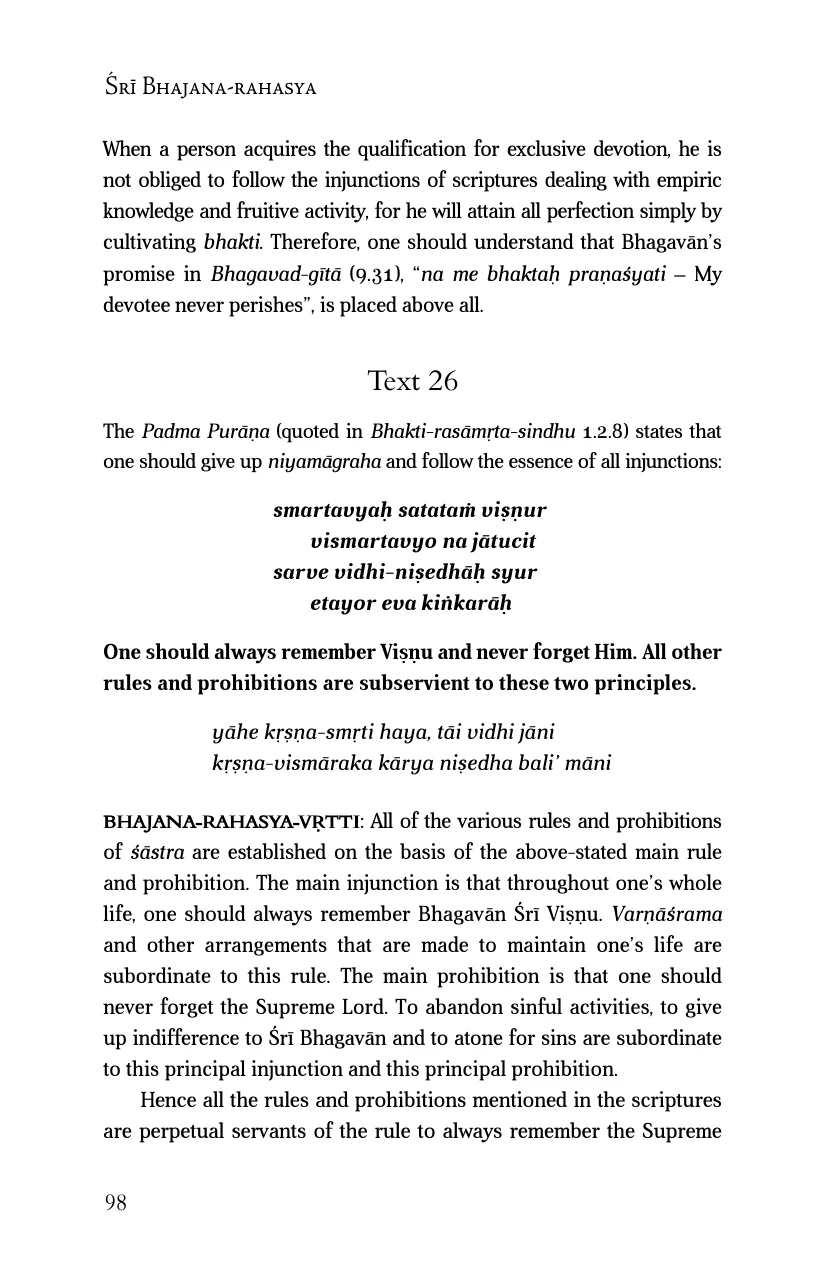 Śrī Bhajana-rahasya
When a person acquires the qualification for exclusive devotion, he is
not obliged to follow the injunctions of scriptures dealing with empiric
knowledge and fruitive activity, for he will attain all perfection simply by
cultivating bhakti. Therefore, one should understand that Bhagavān’s
promise in Bhagavad-gītā (9.31), “na me bhaktaḥ praṇaśyati – My
devotee never perishes”, is placed above all.
Text 26
The Padma Purāṇa (quoted in Bhakti-rasāmṛta-sindhu 1.2.8) states that
one should give up niyamāgraha and follow the essence of all injunctions:
smartavyaḥ satataṁ viṣṇur
vismartavyo na jātucit
sarve vidhi-niṣedhāḥ syur
etayor eva kiṅkarāḥ
One should always remember Viṣṇu and never forget Him. All other
rules and prohibitions are subservient to these two principles.
yāhe kṛṣṇa-smṛti haya, tāi vidhi jāni
kṛṣṇa-vismāraka kārya niṣedha bali’ māni
BHAJANA-RAHASYA-VṚTTI: All of the various rules and prohibitions
of śāstra are established on the basis of the above-stated main rule
and prohibition. The main injunction is that throughout one’s whole
life, one should always remember Bhagavān Śrī Viṣṇu. Varṇāśrama
and other arrangements that are made to maintain one’s life are
subordinate to this rule. The main prohibition is that one should
never forget the Supreme Lord. To abandon sinful activities, to give
up indifference to Śrī Bhagavān and to atone for sins are subordinate
to this principal injunction and this principal prohibition.
Hence all the rules and prohibitions mentioned in the scriptures
are perpetual servants of the rule to always remember the Supreme
98